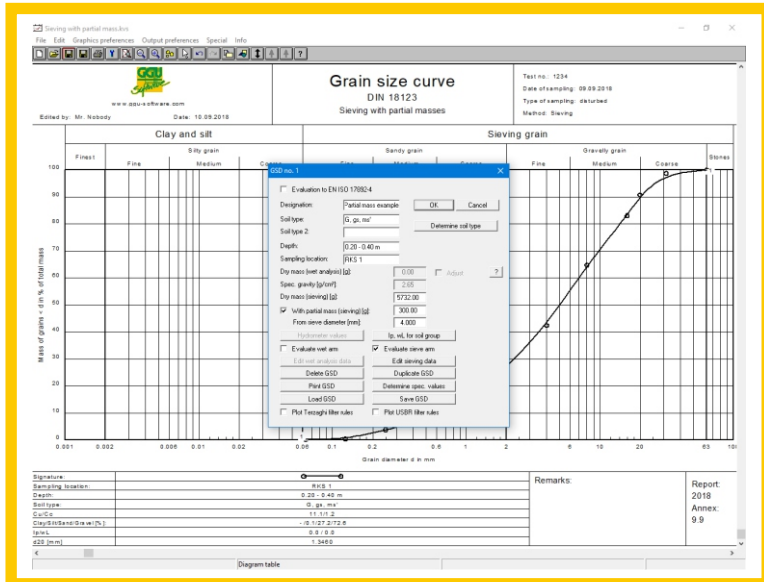 Sieving with partial mass.kvs
File Edit Graphics preferences Output preferences Special Info
GGU
Software
www.ggu-software.com
Edited by: Mr. Nobody Date: 10.09.2018
Grain size curve
DIN 18123
Sieving with partial masses
Test no.: 1234
Date of sampling: 09.09.2018
Type of sampling: disturbed
Method: Sieving
Clay and silt Sieving grain
Finest Silty grain Sandy grain Gravelly grain Stones
Fine Medium Fine Medium Coarse Fine Medium Coarse
Mass of grains < d in % of total mass
100
90
80
70
60
50
40
30
20
10
0
0.001 0.002 0.006 0.01 0.02 0.06 0.1 0.2 0.6 1 2 6 10 20 63
Grain diameter d in mm
GSD no. 1
Evaluation to EN ISO 17892-4
Designation: Partial mass example OK Cancel
Soil type: G, gs, ms'
Determine soil type
Soil type 2:
Depth: 0.20 - 0.40 m
Sampling location: RKS 1
Dry mass (wet analysis) [g]: 0.00 Adjust ?
Spec. gravity [g/cm³] 2.65
Dry mass (sieving) [g]: 5732.00
With partial mass (sieving) [g]: 300.00
From sieve diameter [mm]: 4.000
Hydrometer values Ip, wL for soil group
Evaluate wet arm Evaluate sieve arm
Edit wet analysis data Edit sieving data
Delete GSD Duplicate GSD
Print GSD Determine spec. values
Load GSD Save GSD
Plot Terzaghi filter rules Plot USBR filter rules
Signature:
Sampling location: RKS 1
Depth: 0.20 - 0.40 m
Soil type: G, gs, ms'
Cu/Cc 11.1/1.2
Clay/Silt/Sand/Gravel [%]: - /0.1/27.2/72.6
Ip/wL 0.0 / 0.0
d20 [mm] 1.3460
Remarks:
Report:
2018
Annex:
9.9
Diagram table